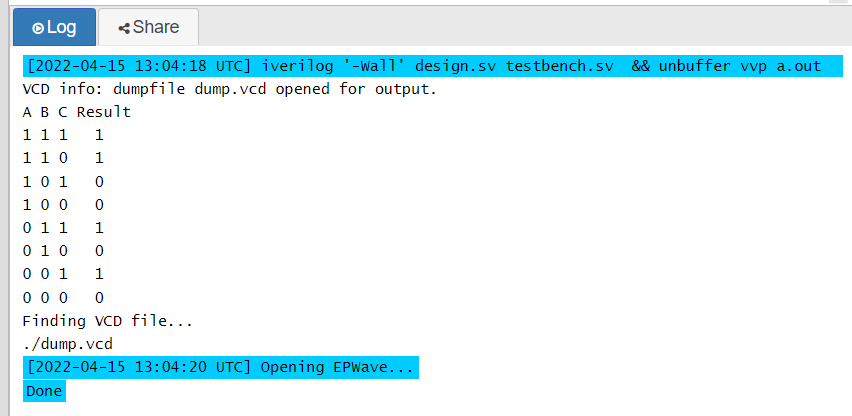 Log Share
[2022-04-15 13:04:18 UTC] iverilog '-Wall' design.sv testbench.sv && unbuffer vvp a.out
VCD info: dumpfile dump.vcd opened for output.
A B C Result
1 1 1 1
1 1 0 1
1 0 1 0
1 0 0 0
0 1 1 1
0 1 0 0
0 0 1 1
0 0 0 0
Finding VCD file...
./dump.vcd
[2022-04-15 13:04:20 UTC] Opening EPWave...
Done